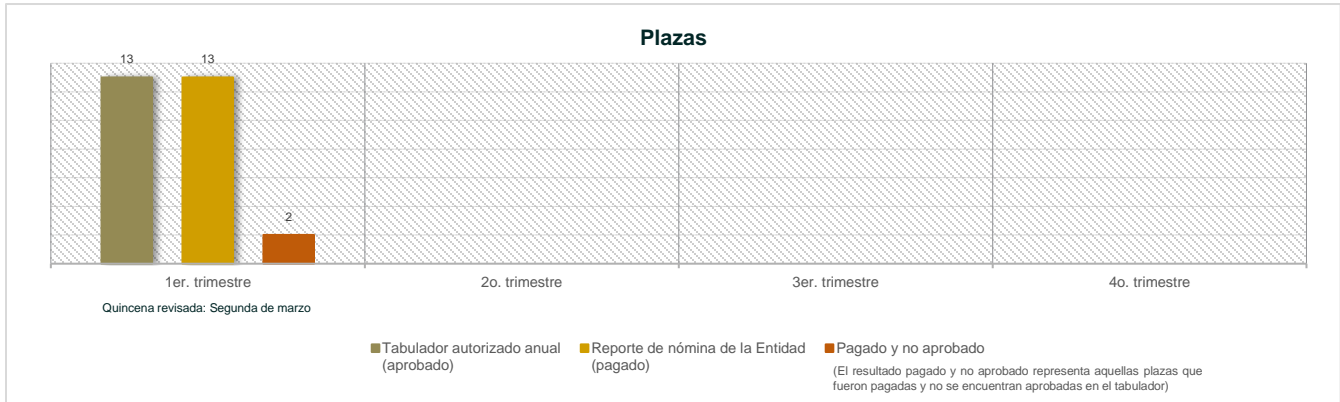 Plazas
13
13
2
1er. trimestre
2o. trimestre
3er. trimestre
4o. trimestre
Quincena revisada: Segunda de marzo
Tabulador autorizado anual
(aprobado)
Reporte de nómina de la Entidad
(pagado)
Pagado y no aprobado
(El resultado pagado y no aprobado representa aquellas plazas que
fueron pagadas y no se encuentran aprobadas en el tabulador)